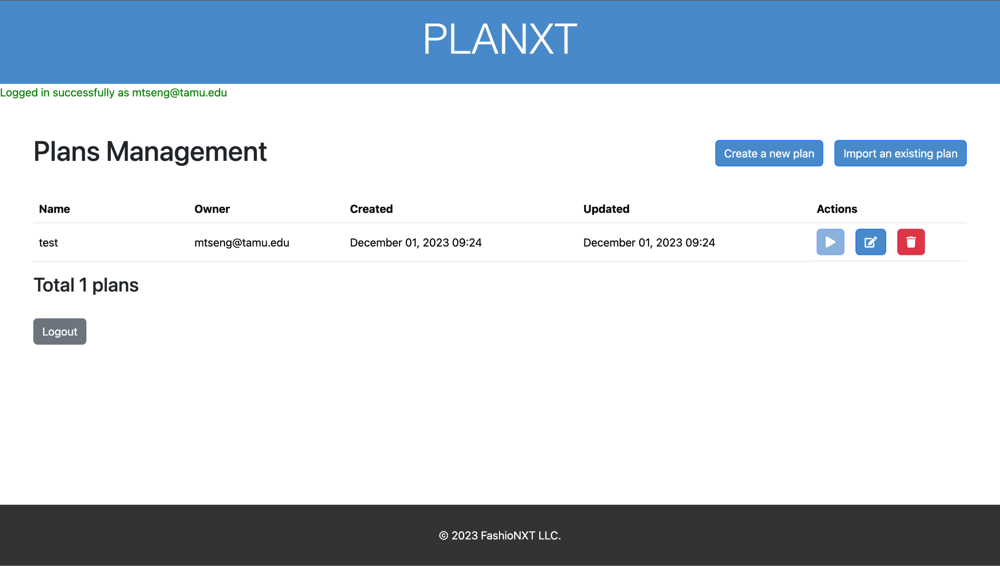 PLANXT
Logged in successfully as mtseng@tamu.edu
Plans Management
Create a new plan
Import an existing plan
Name Owner Created Updated Actions
test mtseng@tamu.edu December 01, 2023 09:24 December 01, 2023 09:24
Total 1 plans
Logout
© 2023 FashioNXT LLC.